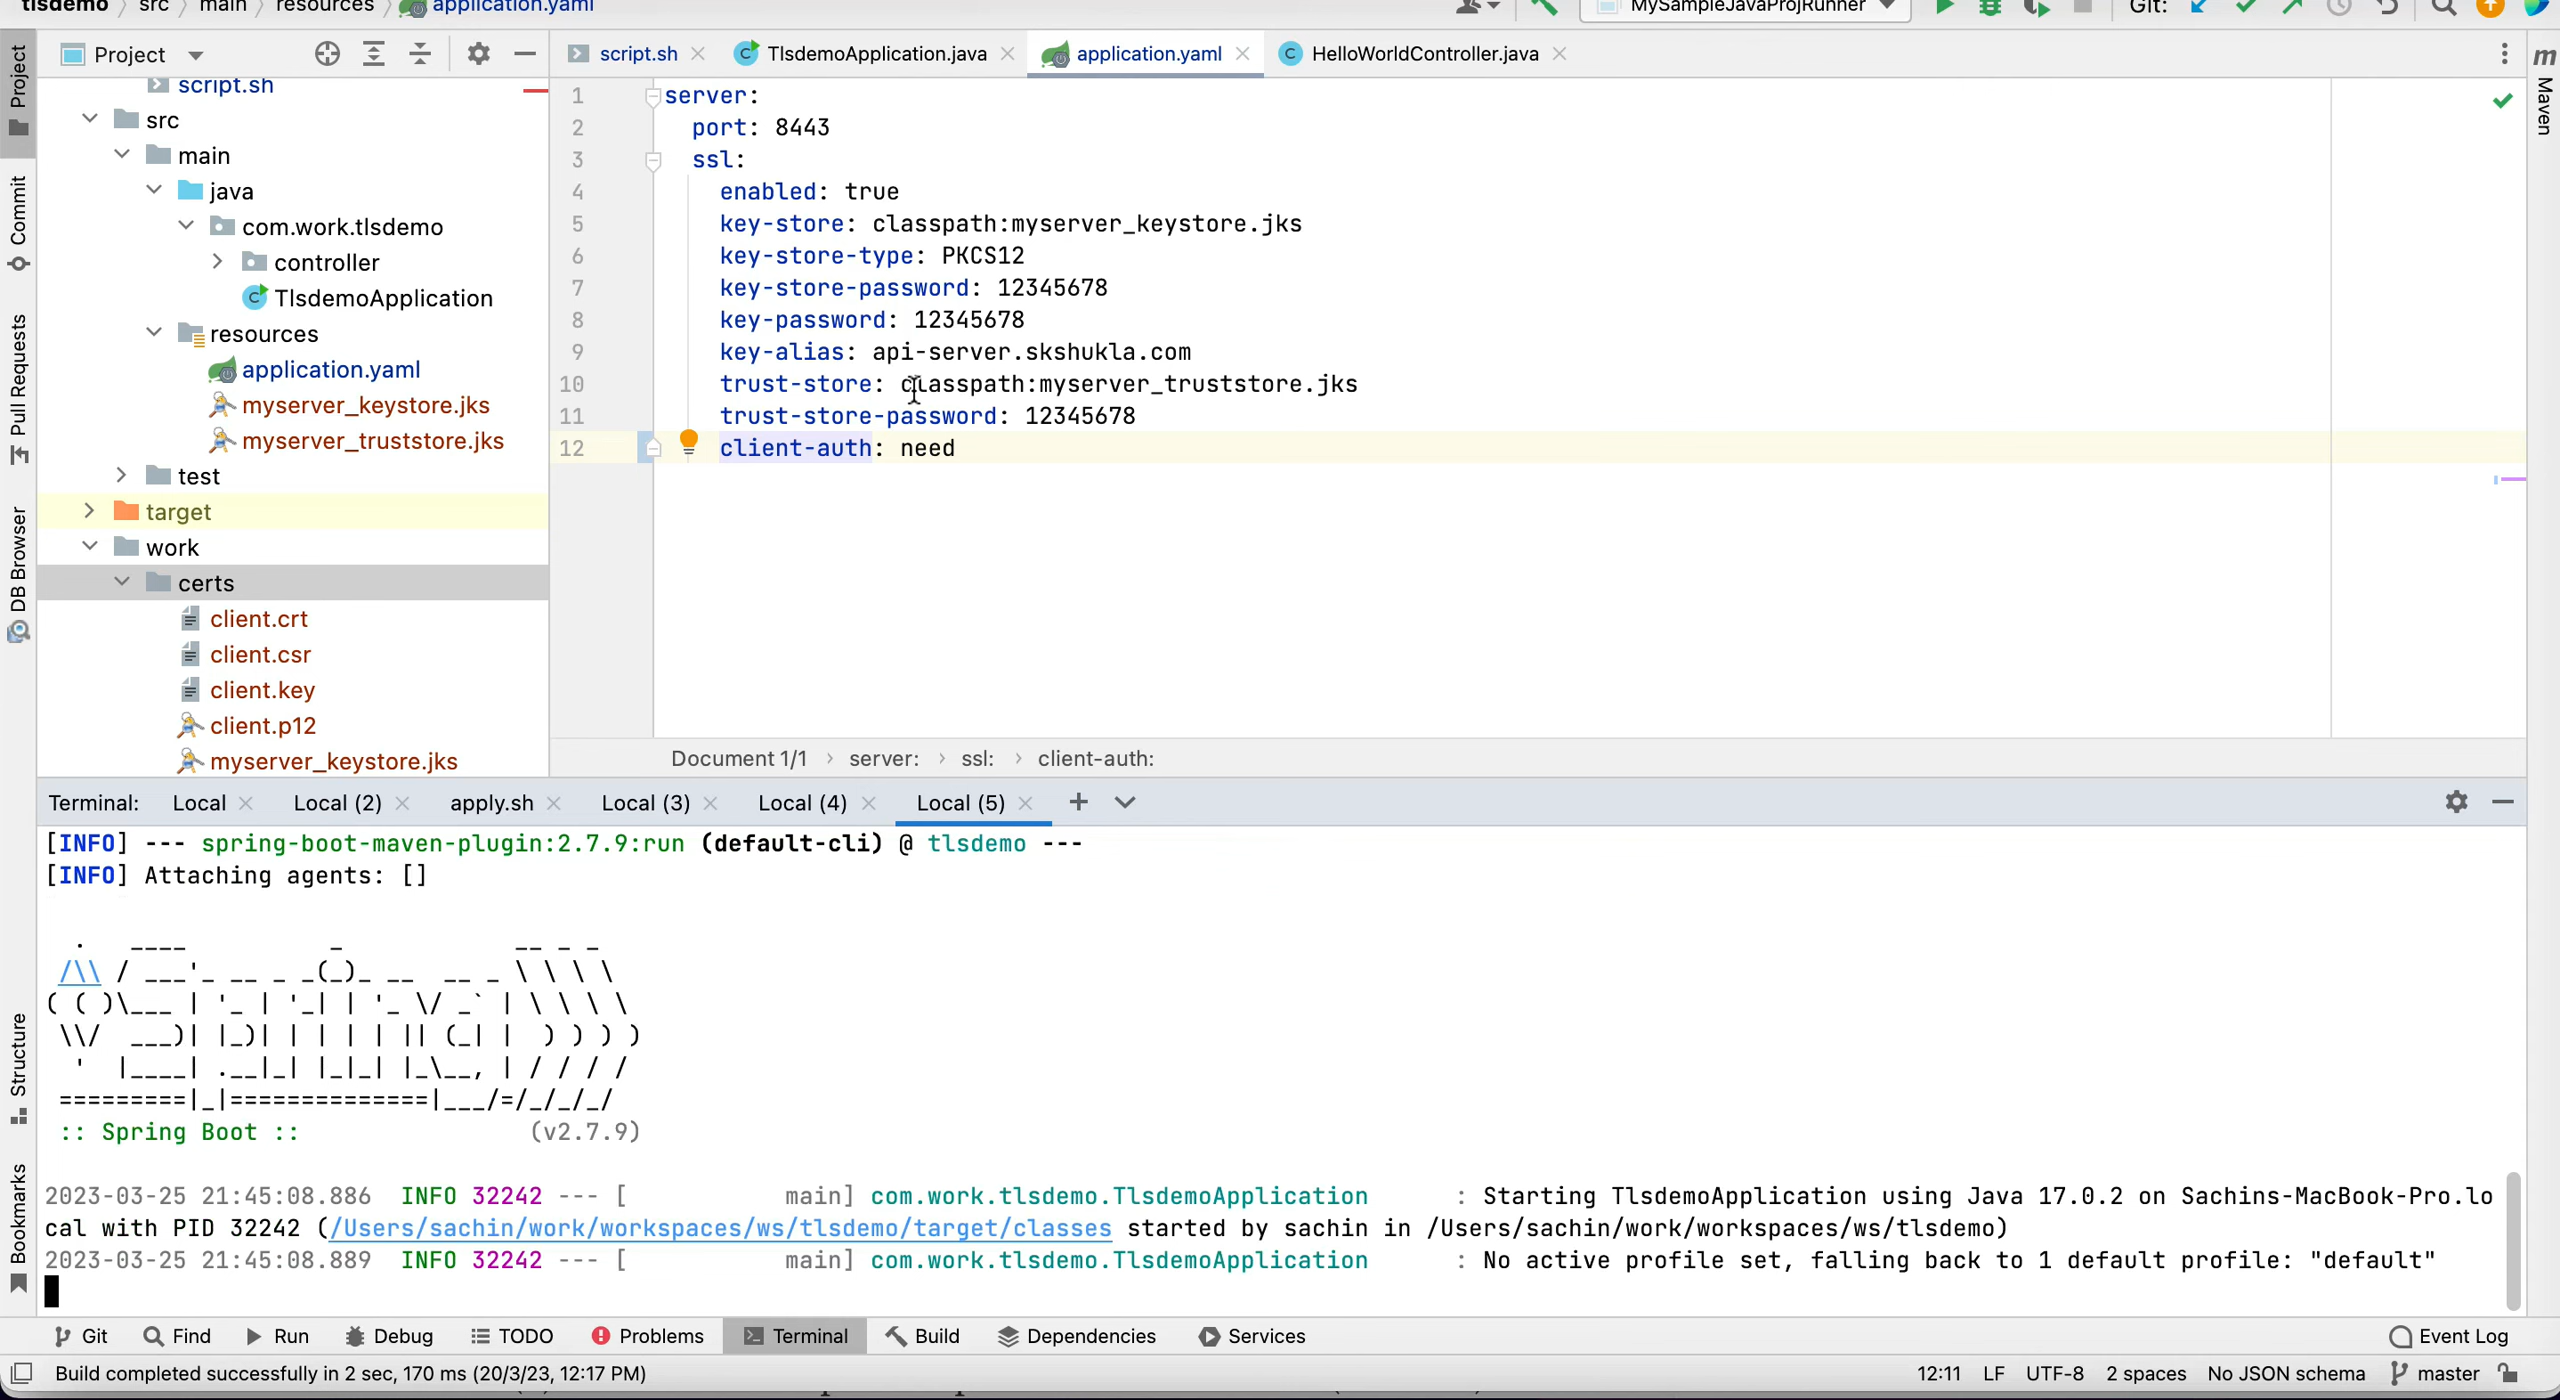 tlsdemo src main resources application.yaml
MySampleJavaProjRunner Git:
Project
script.sh TlsdemoApplication.java application.yaml HelloWorldController.java
Project
Commit
Pull Requests
DB Browser
Structure
Bookmarks
script.sh
src
main
java
com.work.tlsdemo
controller
TlsdemoApplication
resources
application.yaml
myserver_keystore.jks
myserver_truststore.jks
test
target
work
certs
client.crt
client.csr
client.key
client.p12
myserver_keystore.jks
1 server:
2 port: 8443
3 ssl:
4 enabled: true
5 key-store: classpath:myserver_keystore.jks
6 key-store-type: PKCS12
7 key-store-password: 12345678
8 key-password: 12345678
9 key-alias: api-server.skshukla.com
10 trust-store: classpath:myserver_truststore.jks
11 trust-store-password: 12345678
12 client-auth: need
Document 1/1 › server: › ssl: › client-auth:
m Maven
Terminal: Local Local (2) apply.sh Local (3) Local (4) Local (5)
[INFO] --- spring-boot-maven-plugin:2.7.9:run (default-cli) @ tlsdemo ---
[INFO] Attaching agents: []
:: Spring Boot :: (v2.7.9)
2023-03-25 21:45:08.886 INFO 32242 --- [ main] com.work.tlsdemo.TlsdemoApplication : Starting TlsdemoApplication using Java 17.0.2 on Sachins-MacBook-Pro.lo
cal with PID 32242 (/Users/sachin/work/workspaces/ws/tlsdemo/target/classes started by sachin in /Users/sachin/work/workspaces/ws/tlsdemo)
2023-03-25 21:45:08.889 INFO 32242 --- [ main] com.work.tlsdemo.TlsdemoApplication : No active profile set, falling back to 1 default profile: "default"
Git Find Run Debug TODO Problems Terminal Build Dependencies Services Event Log
Build completed successfully in 2 sec, 170 ms (20/3/23, 12:17 PM) 12:11 LF UTF-8 2 spaces No JSON schema master